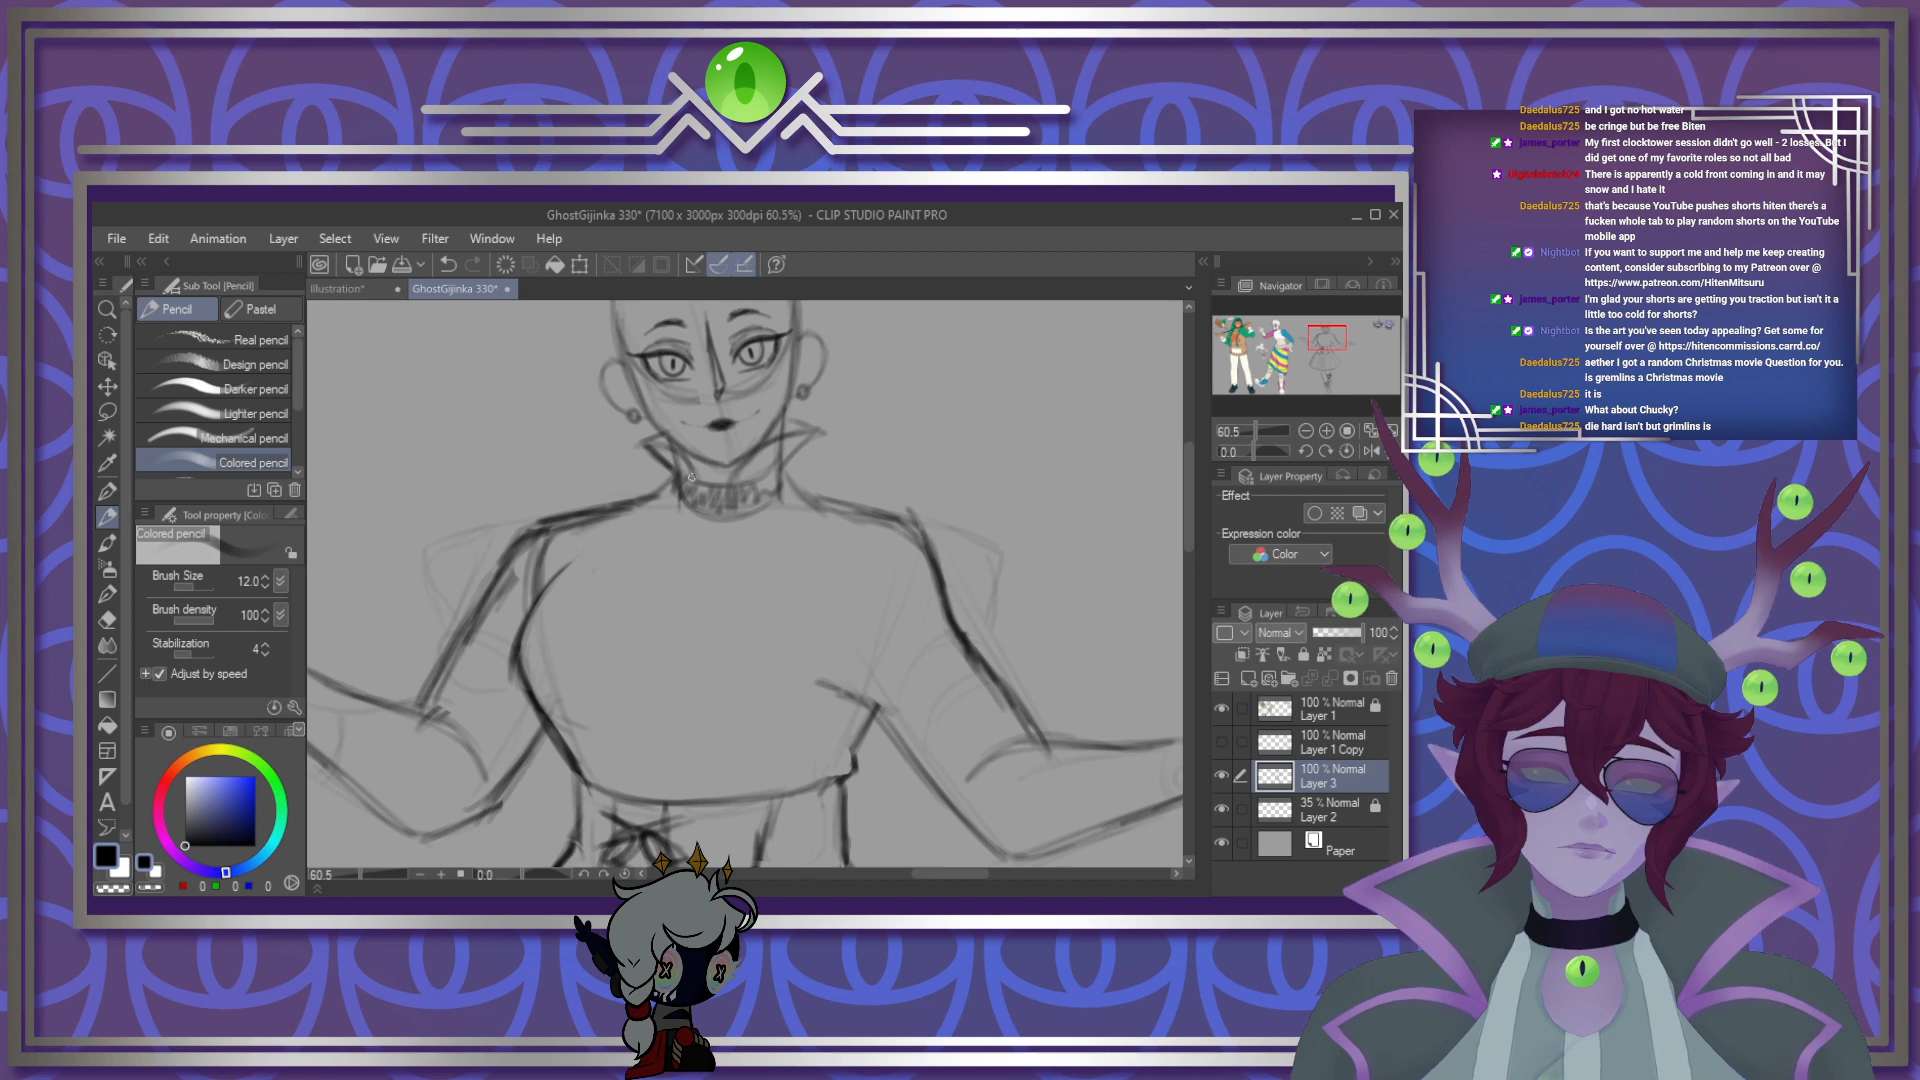 GhostGijinka 330* (7100 x 3000px 300dpi 60.5%) - CLIP STUDIO PAINT PRO
File Edit Animation Layer Select View Filter Window Help
Sub Tool [Pencil]
Pencil Pastel
Real pencil
Design pencil
Darker pencil
Lighter pencil
Mechanical pencil
Colored pencil
Tool property [Colo
Colored pencil
Brush Size 12.0
Brush density 100
Stabilization 4
Adjust by speed
0 0 0
Illustration* GhostGijinka 330*
60.5 0.0
Navigator
60.5
0.0
Layer Property
Effect
Expression color
Color
Layer
Normal 100
100 % Normal
Layer 1
100 % Normal
Layer 1 Copy
100 % Normal
Layer 3
35 % Normal
Layer 2
Paper
Daedalus725 and I got no hot water
Daedalus725 be cringe but be free Biten
james_porter My first clocktower session didn't go well - 2 losses. But I
did get one of my favorite roles so not all bad
There is apparently a cold front coming in and it may
snow and I hate it
Daedalus725 that's because YouTube pushes shorts hiten there's a
fucken whole tab to play random shorts on the YouTube
mobile app
Nightbot If you want to support me and help me keep creating
content, consider subscribing to my Patreon over @
https://www.patreon.com/HitenMitsuru
james_porter I'm glad your shorts are getting you traction but isn't it a
little too cold for shorts?
Nightbot Is the art you've seen today appealing? Get some for
yourself over @ https://hitencommissions.carrd.co/
Daedalus725 aether I got a random Christmas movie Question for you.
is gremlins a Christmas movie
Daedalus725 it is
james_porter What about Chucky?
Daedalus725 die hard isn't but grimlins is